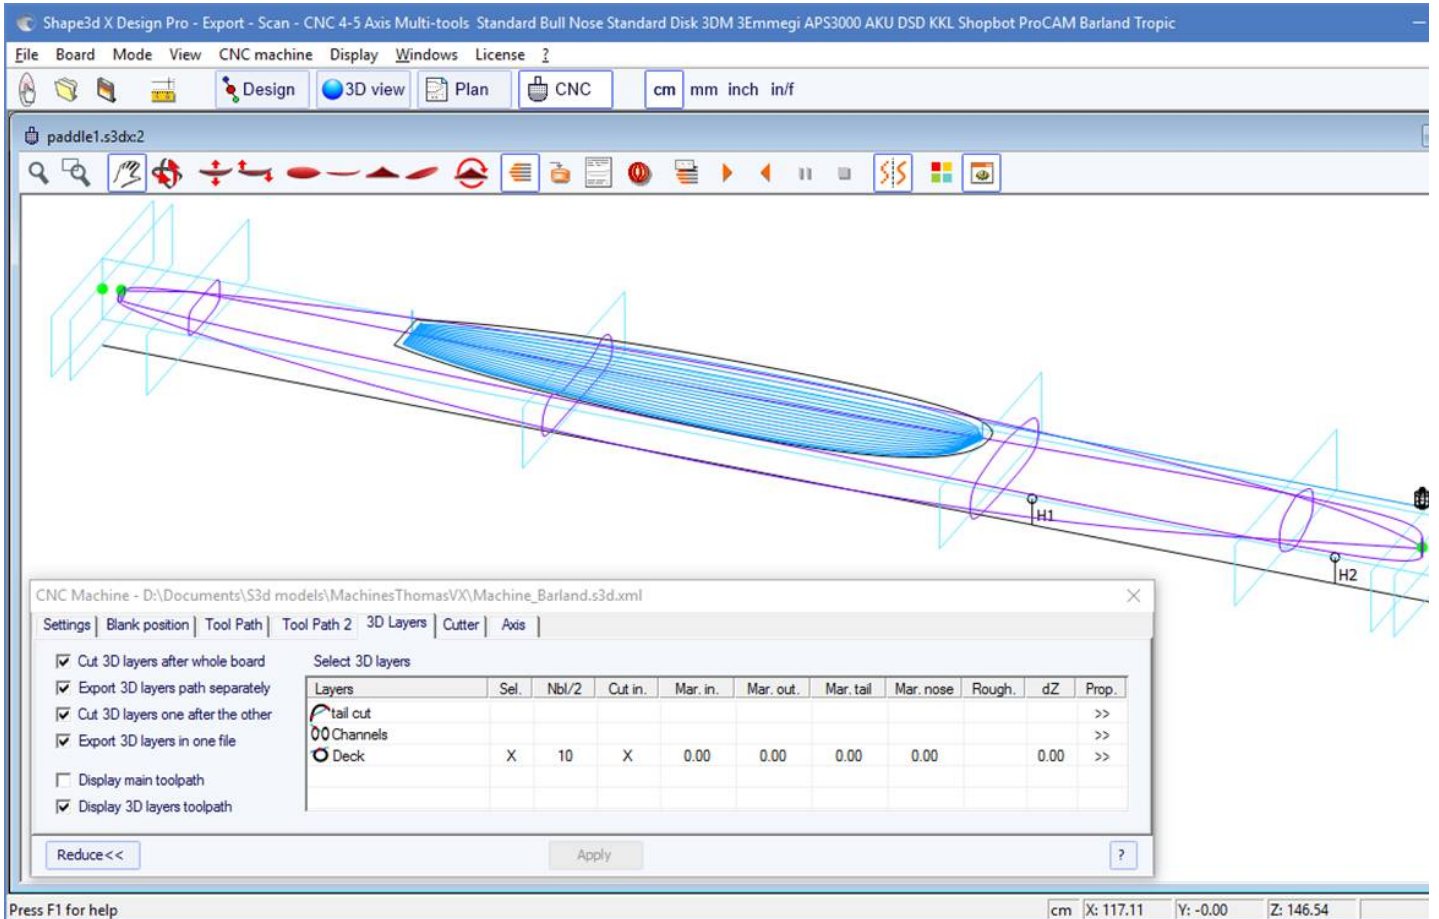 Shape3d X Design Pro - Export - Scan - CNC 4-5 Axis Multi-tools Standard Bull Nose Standard Disk 3DM 3Emmegi APS3000 AKU DSD KKL Shopbot ProCAM Barland Tropic
File Board Mode View CNC machine Display Windows License ?
Design 3D view Plan CNC cm mm inch in/f
paddle1.s3dx:2
H1
H2
CNC Machine - D:\Documents\S3d models\MachinesThomasVX\Machine_Barland.s3d.xml
Settings Blank position Tool Path Tool Path 2 3D Layers Cutter Axis
Cut 3D layers after whole board
Export 3D layers path separately
Cut 3D layers one after the other
Export 3D layers in one file
Display main toolpath
Display 3D layers toolpath
Select 3D layers
Layers Sel. Nbl/2 Cut in. Mar. in. Mar. out. Mar. tail Mar. nose Rough. dZ Prop.
tail cut >>
Channels >>
Deck X 10 X 0.00 0.00 0.00 0.00 0.00 >>
Reduce<< Apply ?
Press F1 for help cm X: 117.11 Y: -0.00 Z: 146.54